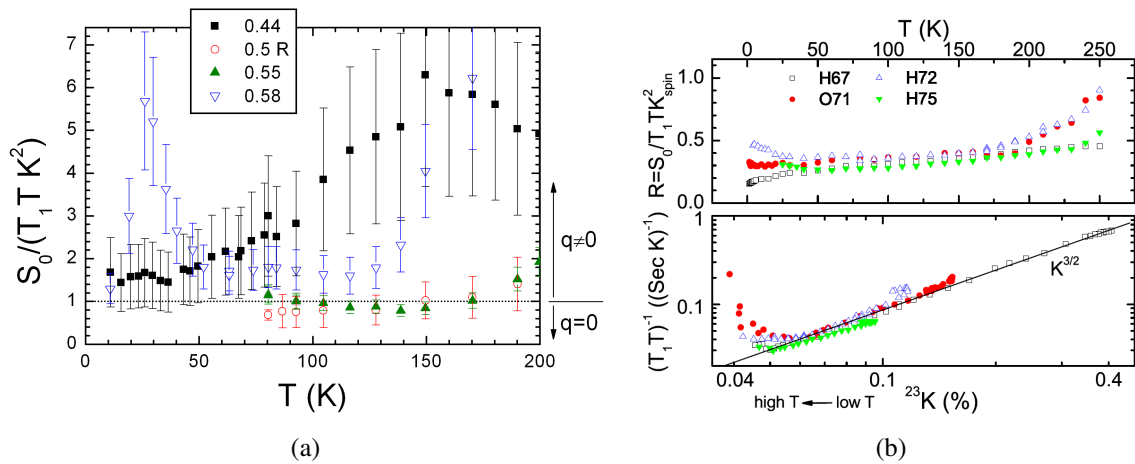 0.44
0.5 R
0.55
0.58
7
6
5
4
3
2
1
0
S₀/(T₁T K²)
q≠0
q=0
0 50 100 150 200
T (K)
(a)
T (K)
0 50 100 150 200 250
H67 H72
O71 H75
1.0
0.5
0.0
R=S₀/T₁TK²spin
1
0.1
(T₁T)⁻¹ ((Sec K)⁻¹)
K³ᐟ²
0.04 0.1 0.4
high T ← low T
²³K (%)
(b)